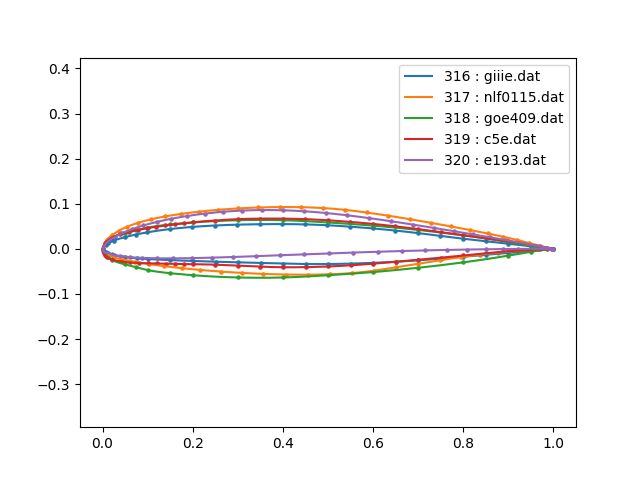 0.4
0.3
0.2
0.1
0.0
−0.1
−0.2
−0.3
0.0 0.2 0.4 0.6 0.8 1.0
316 : giiie.dat
317 : nlf0115.dat
318 : goe409.dat
319 : c5e.dat
320 : e193.dat